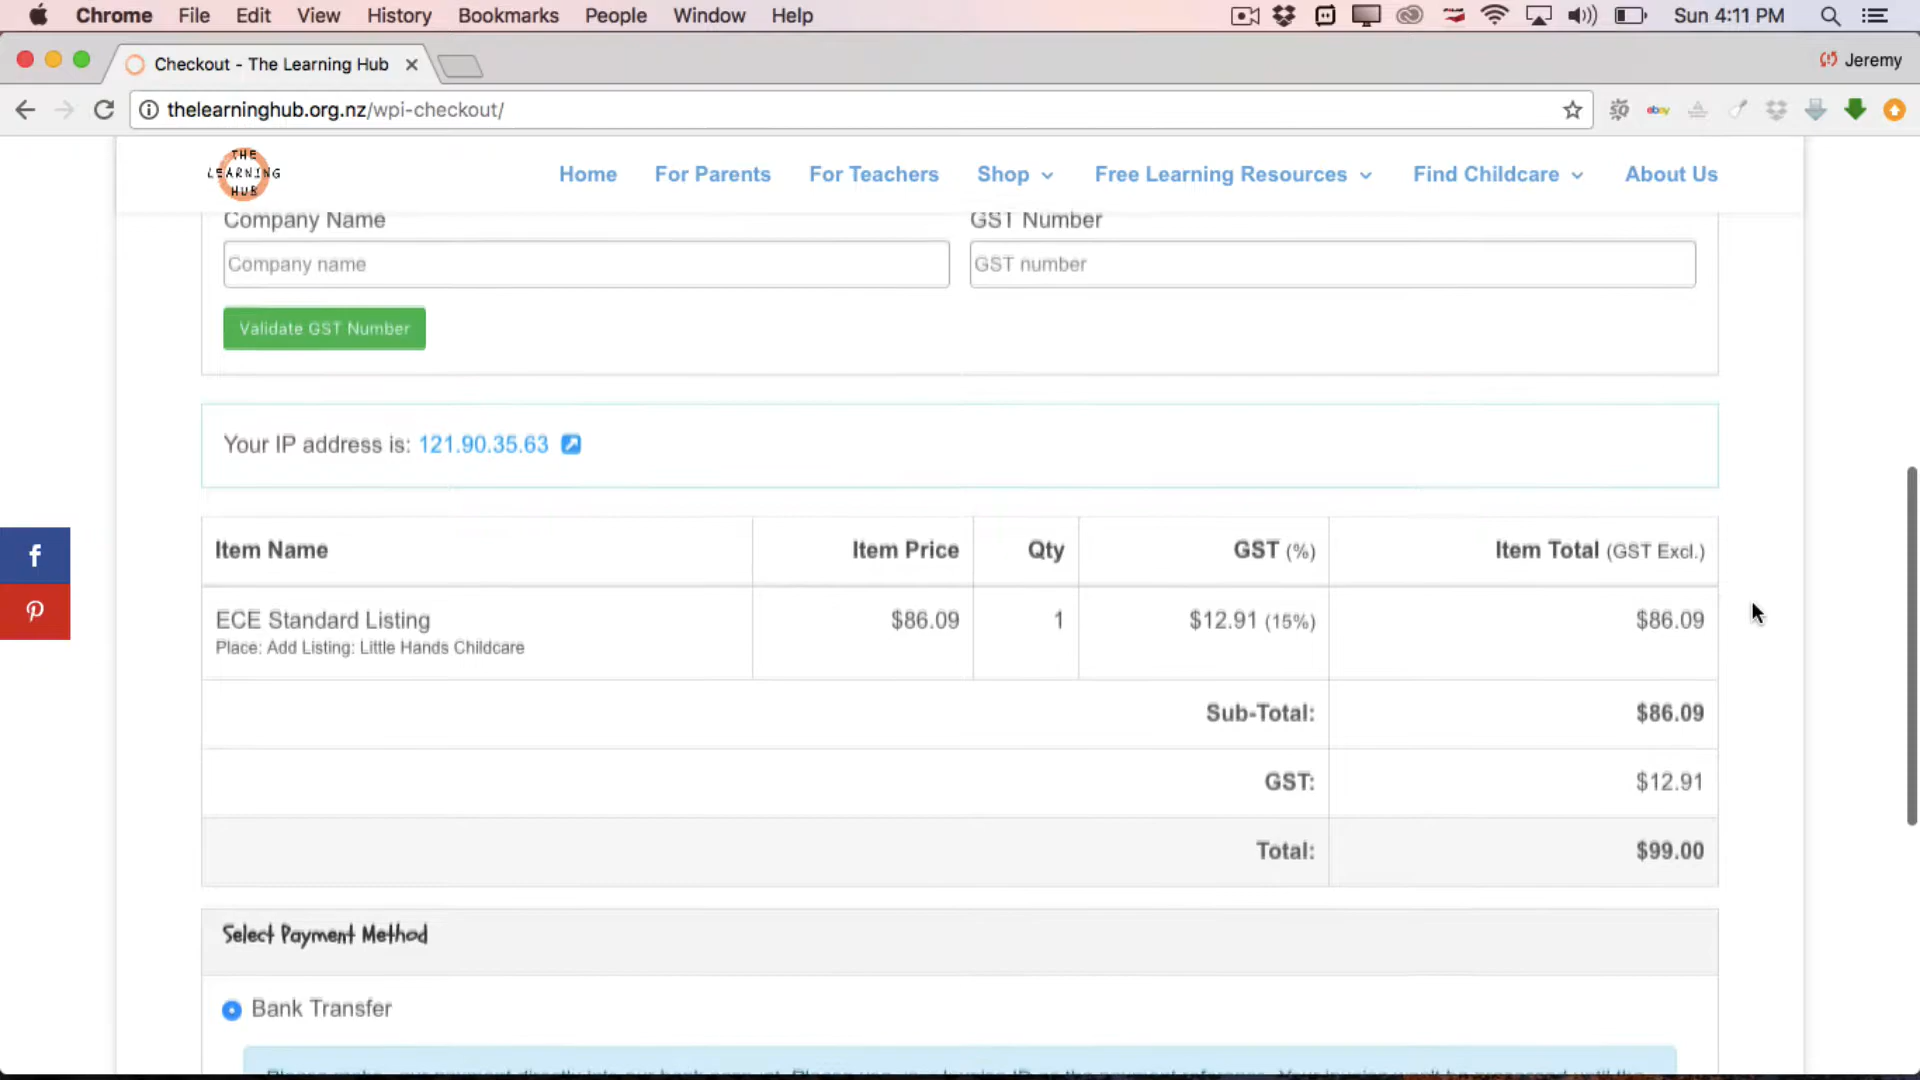 Chrome File Edit View History Bookmarks People Window Help Sun 4:11 PM
Checkout - The Learning Hub Jeremy
thelearninghub.org.nz/wpi-checkout/ ebay
THE LEARNING HUB
Home For Parents For Teachers Shop Free Learning Resources Find Childcare About Us
Company Name GST Number
Company name GST number
Validate GST Number
Your IP address is: 121.90.35.63
Item Name Item Price Qty GST (%) Item Total (GST Excl.)
ECE Standard Listing $86.09 1 $12.91 (15%) $86.09
Place: Add Listing: Little Hands Childcare
Sub-Total: $86.09
GST: $12.91
Total: $99.00
Select Payment Method
Bank Transfer